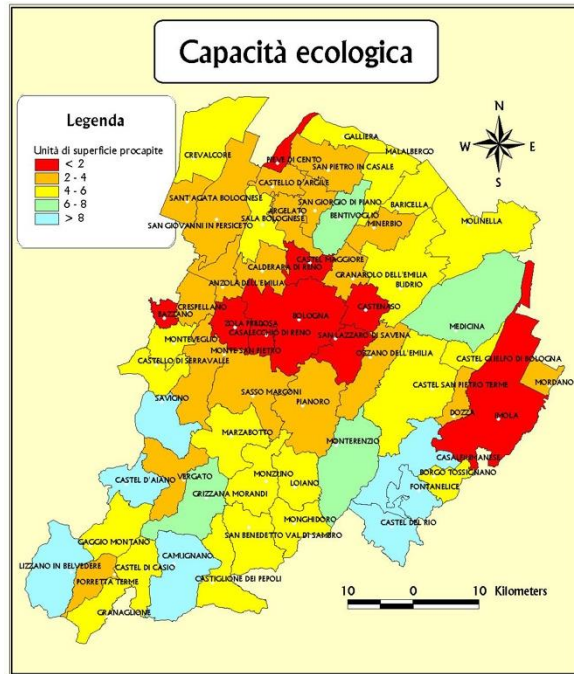 Capacità ecologica
Legenda
Unità di superficie procapite
< 2
2 - 4
4 - 6
6 - 8
> 8
N
W E
S
GALLIERA
CREVALCORE
MALALBERGO
PIEVE DI CENTO
SAN PIETRO IN CASALE
CASTELLO D'ARGILE
SANT'AGATA BOLOGNESE
SAN GIORGIO DI PIANO
ARGELATO
BENTIVOGLIO
BARICELLA
SALA BOLOGNESE
MOLINELLA
SAN GIOVANNI IN PERSICETO
MINERBIO
CASTEL MAGGIORE
CALDERARA DI RENO
GRANAROLO DELL'EMILIA
ANZOLA DELL'EMILIA
BUDRIO
CRESPELLANO
CASTENASO
BAZZANO
BOLOGNA
ZOLA PREDOSA
MEDICINA
CASALECCHIO DI RENO
MONTEVEGLIO
SAN LAZZARO DI SAVENA
MONTE SAN PIETRO
OZZANO DELL'EMILIA
CASTELLO DI SERRAVALLE
CASTEL GUELFO DI BOLOGNA
CASTEL SAN PIETRO TERME
MORDANO
SASSO MARCONI
SAVIGNO
PIANORO
DOZZA
IMOLA
MARZABOTTO
MONTERENZIO
CASALFIUMANESE
BORGO TOSSIGNANO
VERGATO
MONZUNO
CASTEL D'AIANO
LOIANO
FONTANELICE
GRIZZANA MORANDI
MONGHIDORO
CASTEL DEL RIO
SAN BENEDETTO VAL DI SAMBRO
GAGGIO MONTANO
CAMUGNANO
LIZZANO IN BELVEDERE
CASTEL DI CASIO
CASTIGLIONE DEI PEPOLI
PORRETTA TERME
GRANAGLIONE
10 0 10 Kilometers